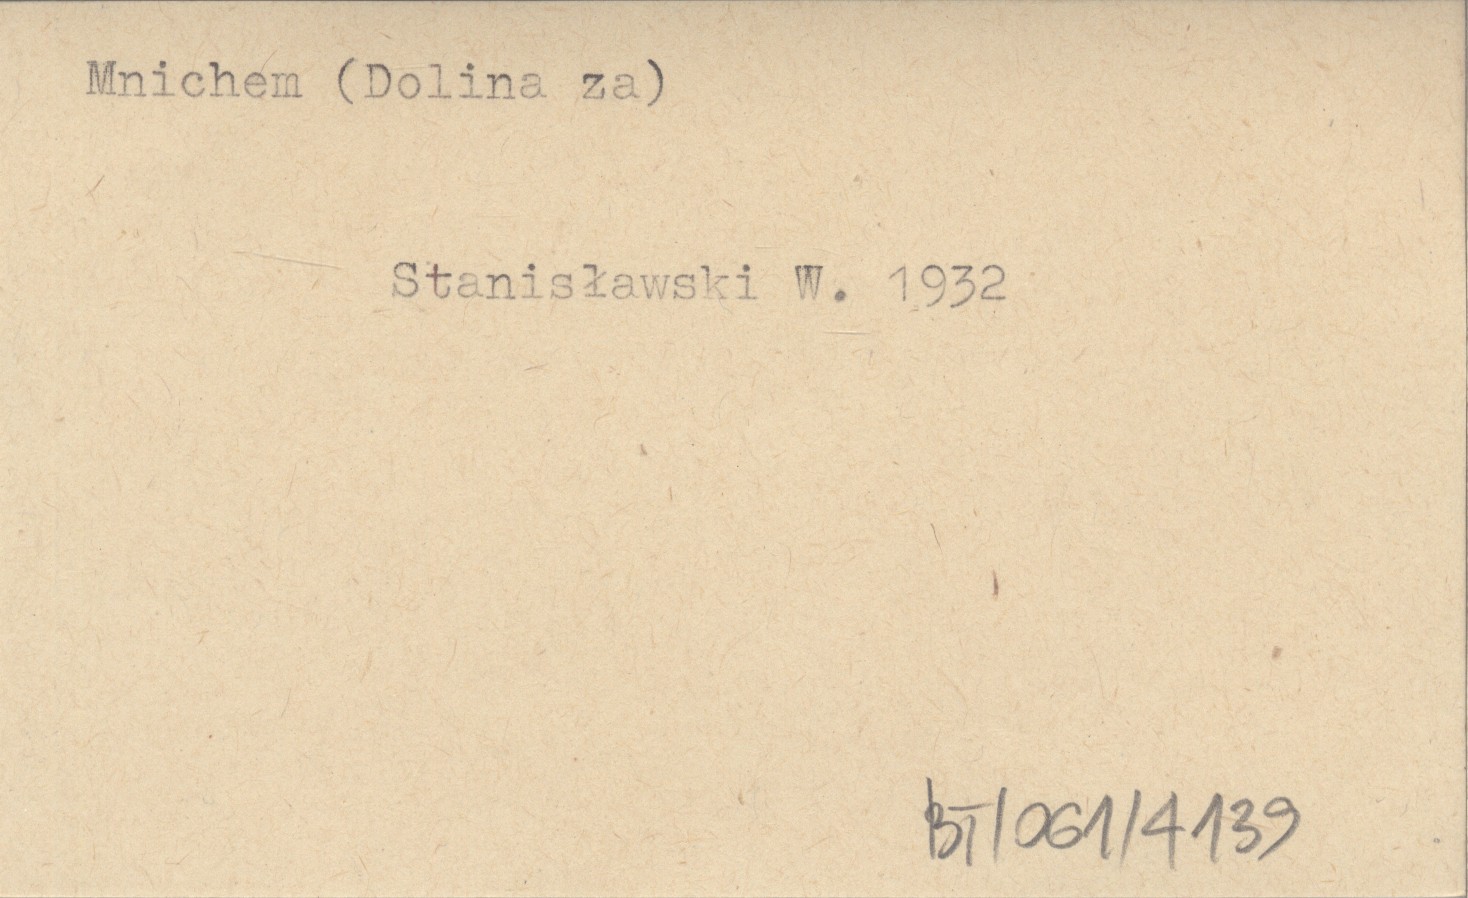 Mnichem (Dolina za)
Stanisławski W. 1932
BT/061/4139